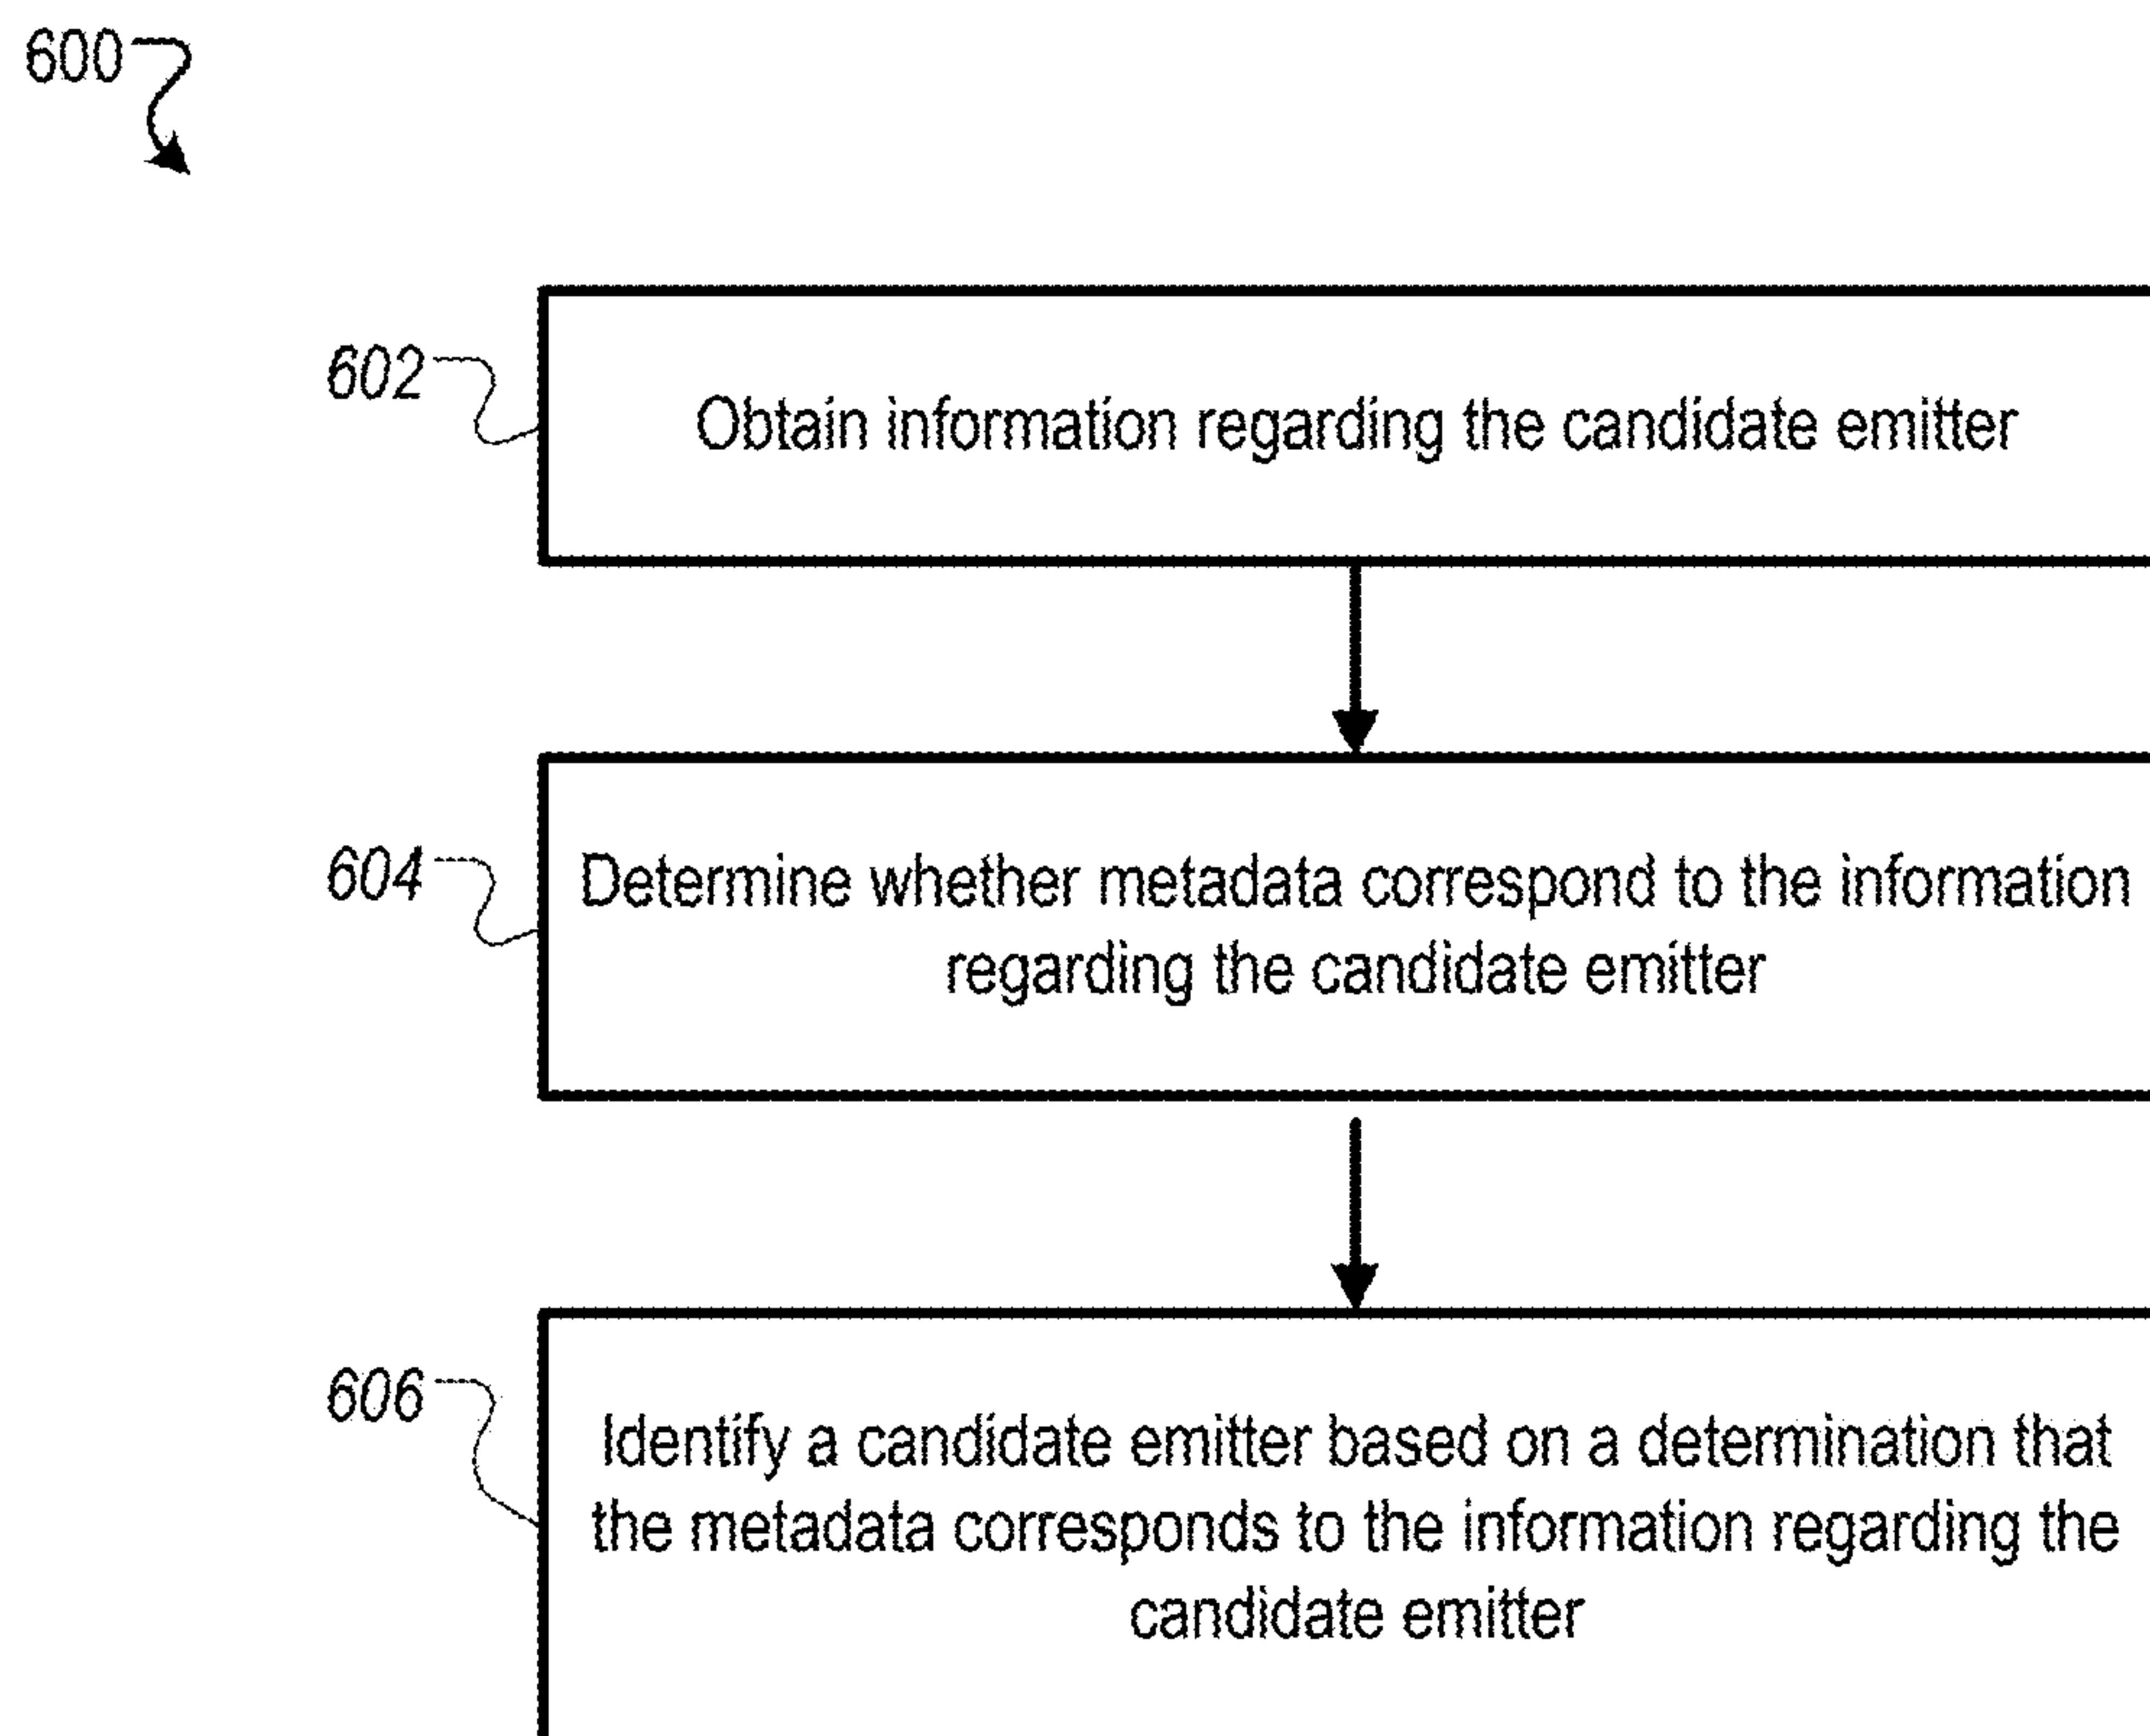 600
602
Obtain information regarding the candidate emitter
604
Determine whether metadata correspond to the information
regarding the candidate emitter
606
Identify a candidate emitter based on a determination that
the metadata corresponds to the information regarding the
candidate emitter